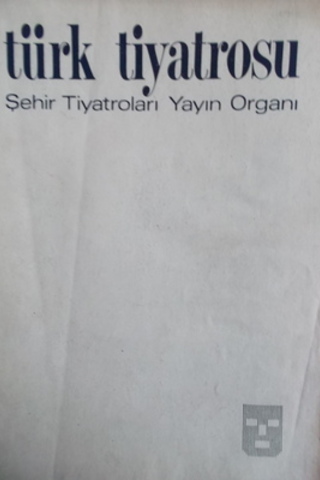 türk tiyatrosu
Şehir Tiyatroları Yayın Organı